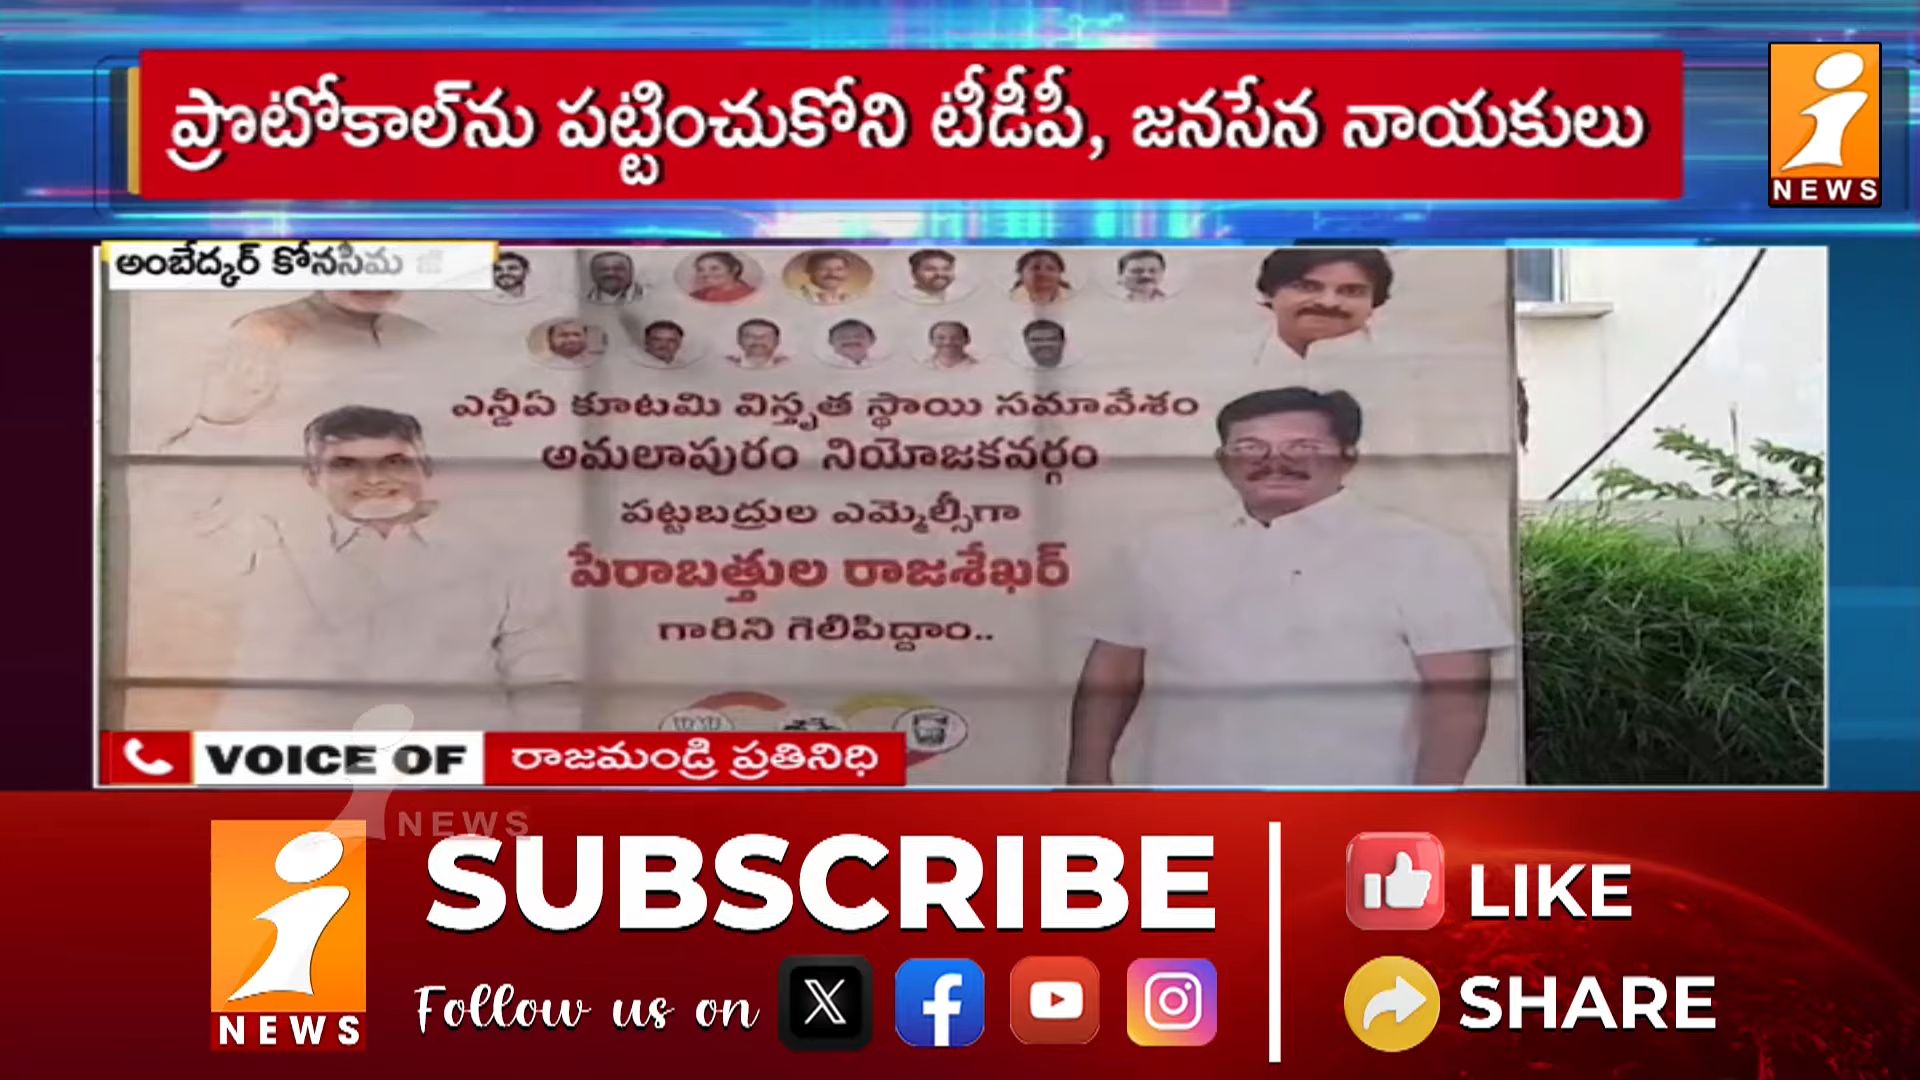 ప్రొటోకాల్‌ను పట్టించుకోని టీడీపీ, జనసేన నాయకులు
NEWS
అంబేద్కర్ కోనసీమ
ఎన్డీఏ కూటమి విస్తృత స్థాయి సమావేశం
అమలాపురం నియోజకవర్గం
పట్టభద్రుల ఎమ్మెల్సీగా
పేరాబత్తుల రాజశేఖర్
గారిని గెలిపిద్దాం..
VOICE OF రాజమండ్రి ప్రతినిధి
NEWS
SUBSCRIBE
LIKE
Follow us on
SHARE
NEWS